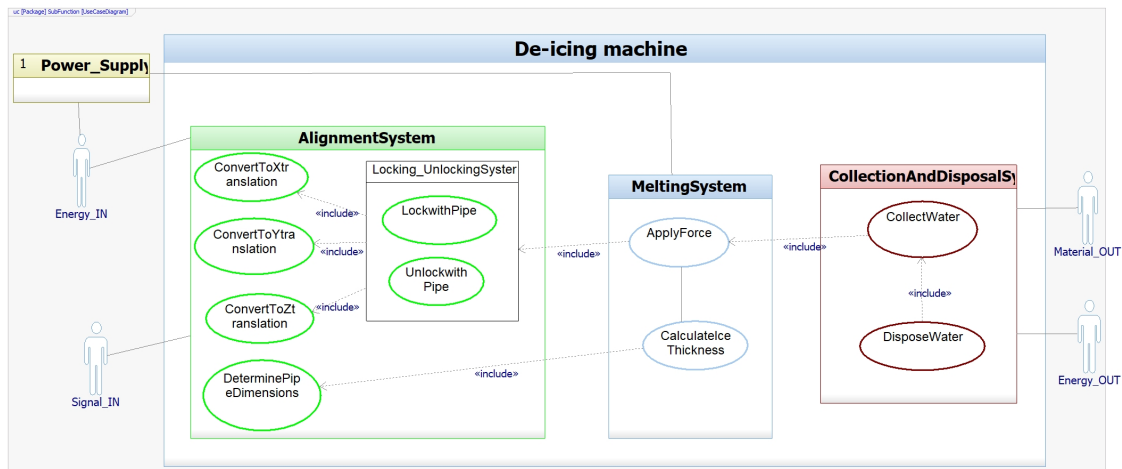 uc [Package] SubFunction [UseCaseDiagram]
De-icing machine
1 Power_Supply
AlignmentSystem
ConvertToXtr
anslation
Locking_UnlockingSyster
MeltingSystem
CollectionAndDisposalSy
«include»
LockwithPipe
ConvertToYtra
nslation
ApplyForce
CollectWater
Energy_IN
«include»
«include»
«include»
Material_OUT
Unlockwith
Pipe
ConvertToZt
ranslation
«include»
«include»
CalculateIce
Thickness
DisposeWater
DeterminePip
eDimensions
«include»
Signal_IN
Energy_OUT